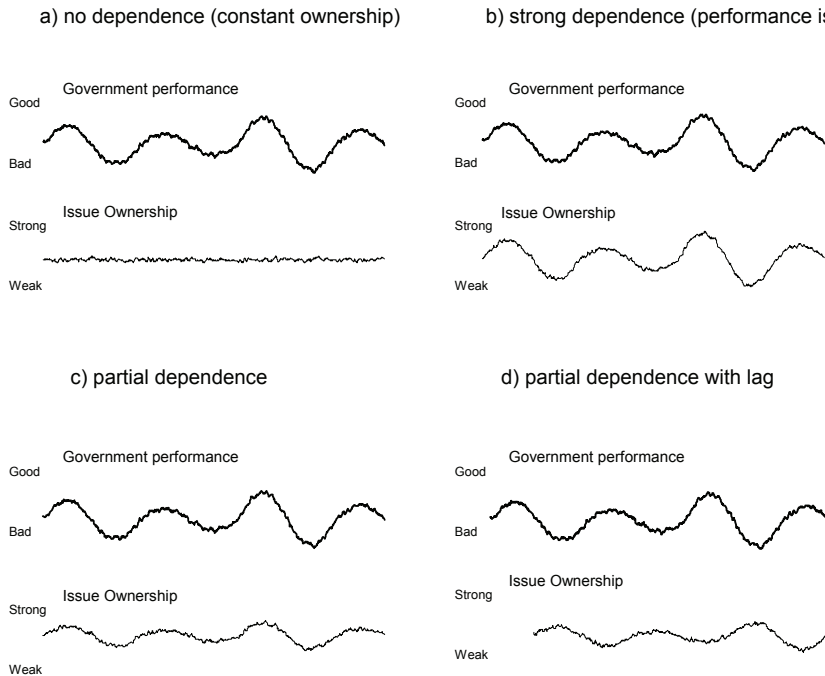 a) no dependence (constant ownership)
Government performance
Good
Bad
Issue Ownership
Strong
Weak
b) strong dependence (performance is
Government performance
Good
Bad
Issue Ownership
Strong
Weak
c) partial dependence
Government performance
Good
Bad
Issue Ownership
Strong
Weak
d) partial dependence with lag
Government performance
Good
Bad
Issue Ownership
Strong
Weak